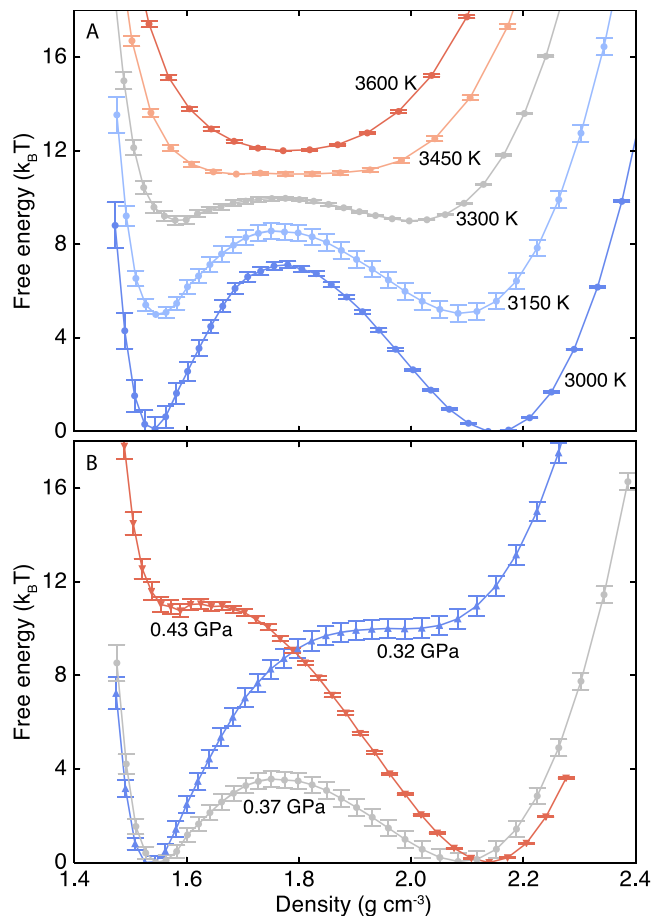 A
16
12
8
4
0
Free energy (kBT)
3600 K
3450 K
3300 K
3150 K
3000 K
B
16
12
8
4
0
Free energy (kBT)
0.43 GPa
0.32 GPa
0.37 GPa
1.4 1.6 1.8 2.0 2.2 2.4
Density (g cm-3)